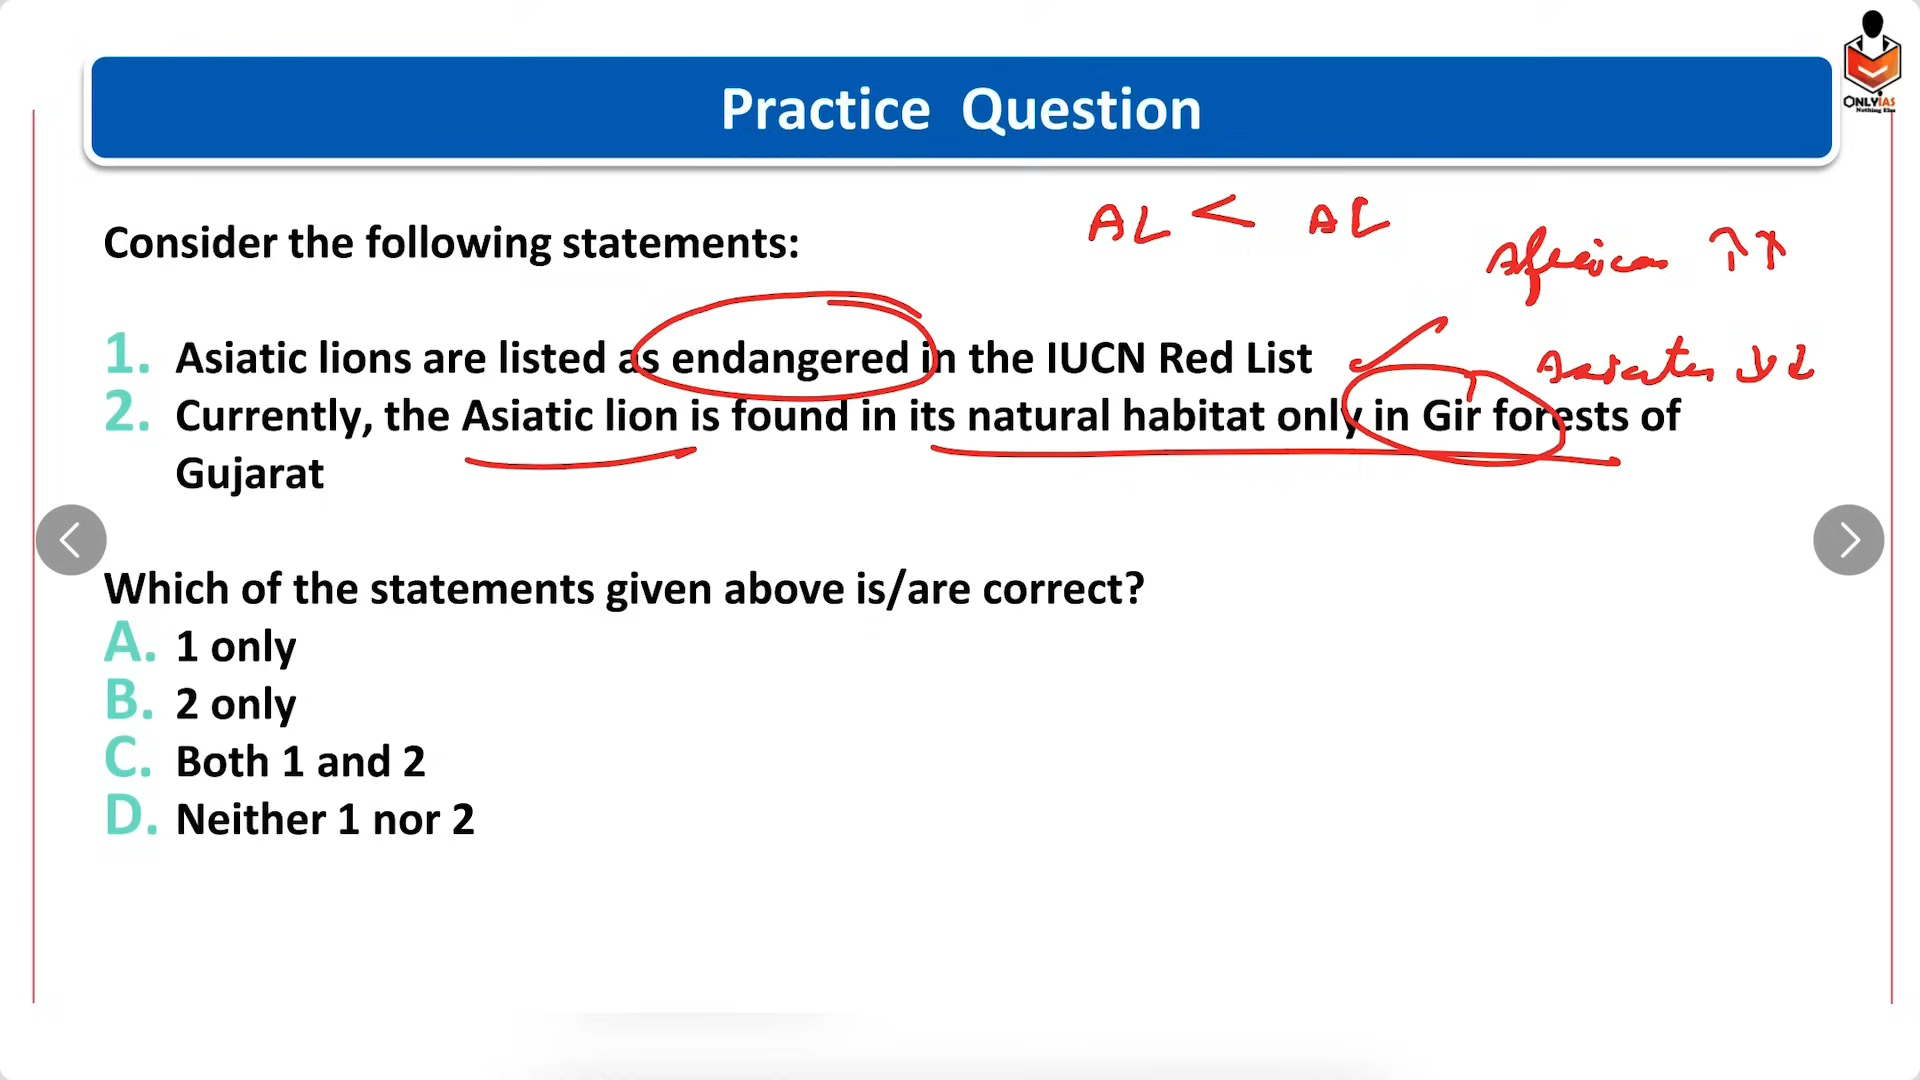 Practice Question
ONLYIAS
Nothing Else
AL < AL
Consider the following statements:
African ↑↑
1. Asiatic lions are listed as endangered in the IUCN Red List
Asiatic ↓↓
2. Currently, the Asiatic lion is found in its natural habitat only in Gir forests of
Gujarat
Which of the statements given above is/are correct?
A. 1 only
B. 2 only
C. Both 1 and 2
D. Neither 1 nor 2